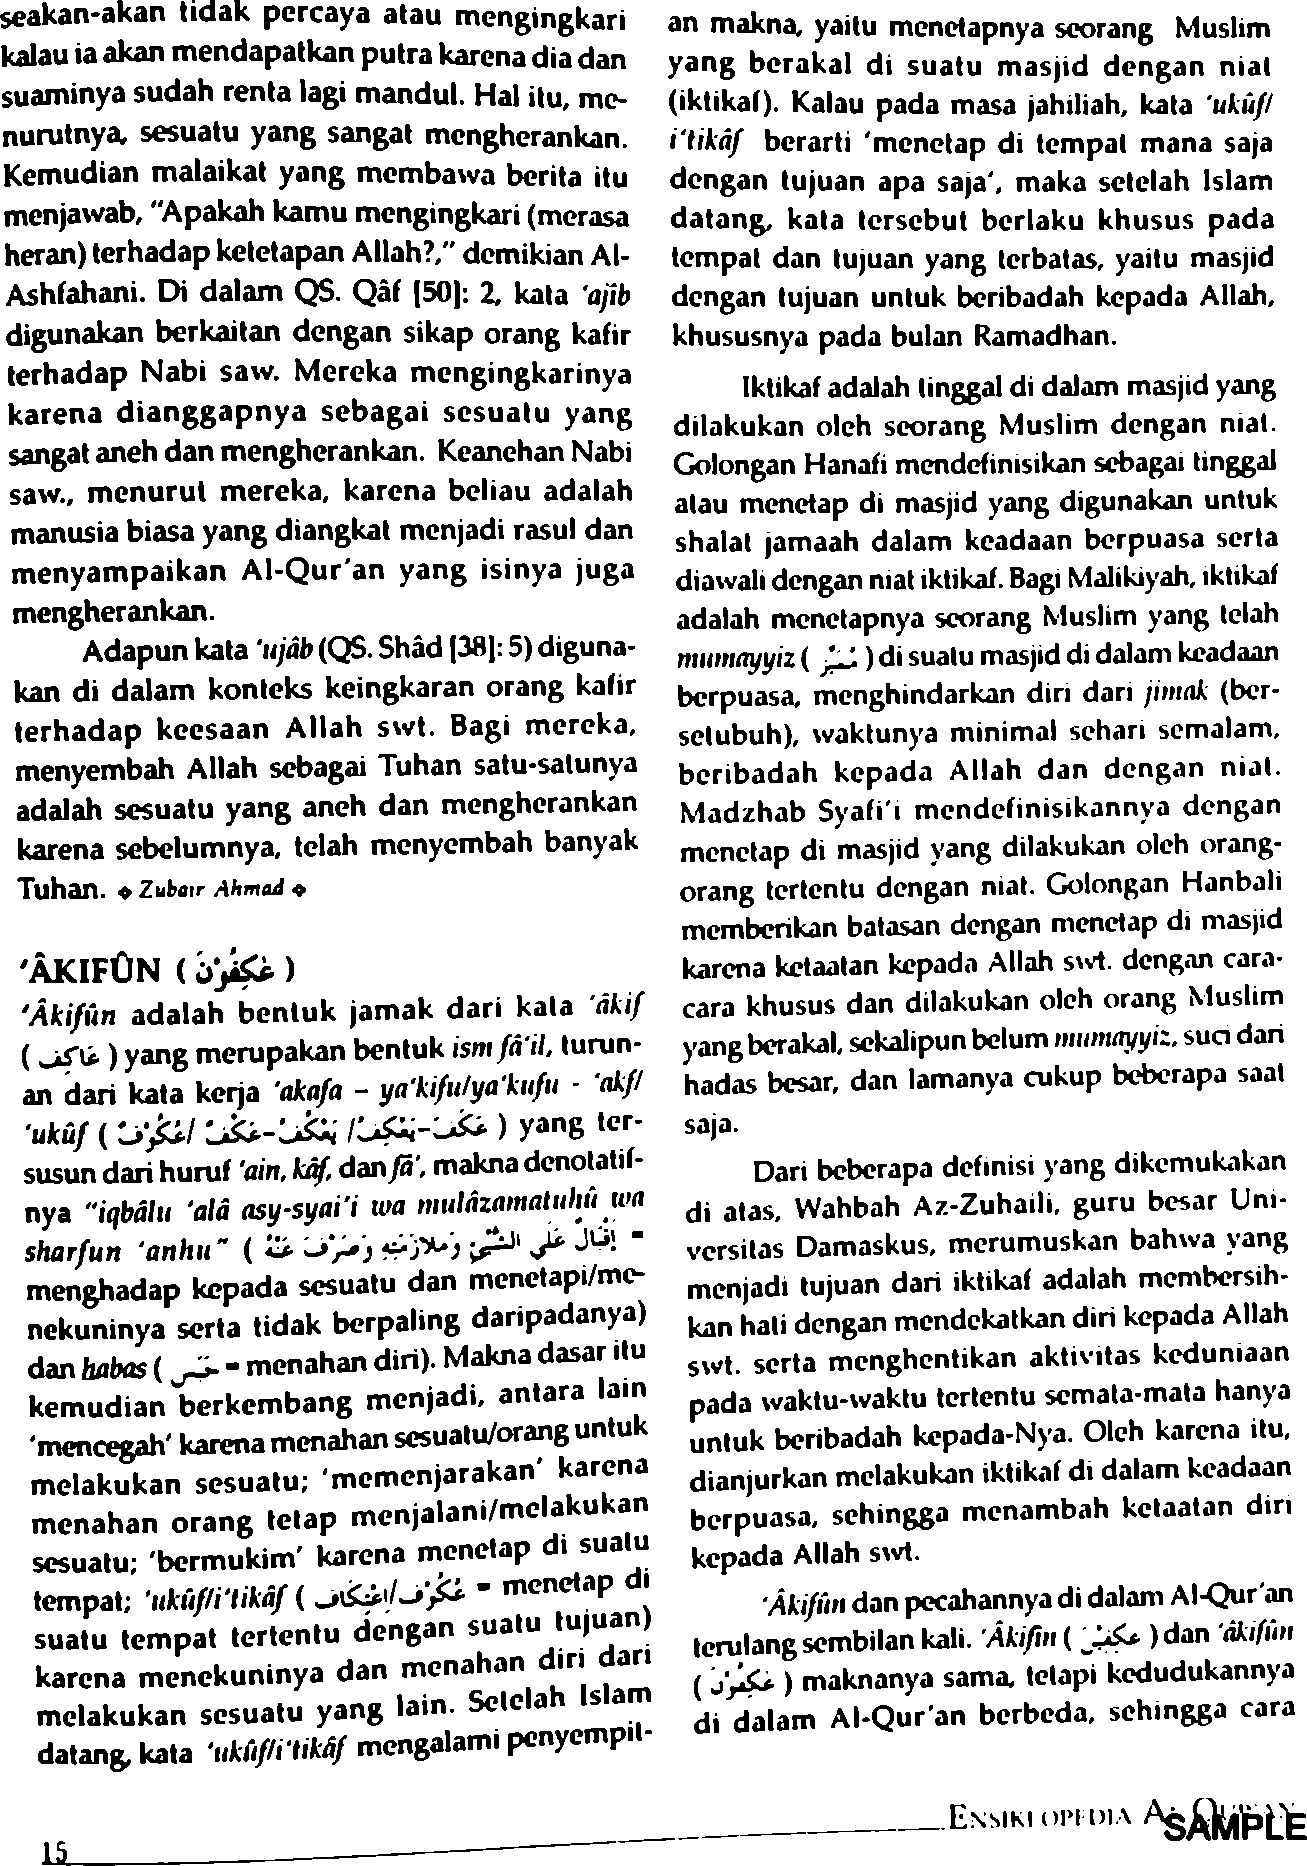 seakan-akan tidak percaya atau mengingkari
kalau ia akan mendapatkan putra karena dia dan
suaminya sudah renta lagi mandul. Hal itu, me-
nurutnya, sesuatu yang sangat mengherankan.
Kemudian malaikat yang membawa berita itu
menjawab, "Apakah kamu mengingkari (merasa
heran) terhadap ketetapan Allah?," demikian Al-
Ashfahani. Di dalam QS. Qâf [50]: 2, kata 'ajîb
digunakan berkaitan dengan sikap orang kafir
terhadap Nabi saw. Mereka mengingkarinya
karena dianggapnya sebagai sesuatu yang
sangat aneh dan mengherankan. Keanehan Nabi
saw., menurut mereka, karena beliau adalah
manusia biasa yang diangkat menjadi rasul dan
menyampaikan Al-Qur'an yang isinya juga
mengherankan.
Adapun kata 'ujâb (QS. Shâd [38]: 5) diguna-
kan di dalam konteks keingkaran orang kafir
terhadap keesaan Allah swt. Bagi mereka,
menyembah Allah sebagai Tuhan satu-satunya
adalah sesuatu yang aneh dan mengherankan
karena sebelumnya, telah menyembah banyak
Tuhan. ◆ Zubair Ahmad ◆
'ÂKIFÛN ( عَٰكِفُوْنَ )
'Âkifûn adalah bentuk jamak dari kata 'âkif
( عَاكِف ) yang merupakan bentuk ism fâ'il, turun-
an dari kata kerja 'akafa – ya'kifu/ya'kufu - 'akf/
'ukûf ( عَكَفَ-يَعْكِفُ/ يَعْكُفُ-عَكْفٌ /عُكُوْفٌ ) yang ter-
susun dari huruf 'ain, kâf, dan fâ', makna denotatif-
nya "iqbâlu 'alâ asy-syai'i wa mulâzamatuhû wa
sharfun 'anhu" ( إِقْبَالٌ عَلَى الشَّيْئِ وَمُلَازَمَتِهِ وَصَرْفٌ عَنْهُ =
menghadap kepada sesuatu dan menetapi/me-
nekuninya serta tidak berpaling daripadanya)
dan habas ( حَبَسَ = menahan diri). Makna dasar itu
kemudian berkembang menjadi, antara lain
'mencegah' karena menahan sesuatu/orang untuk
melakukan sesuatu; 'memenjarakan' karena
menahan orang tetap menjalani/melakukan
sesuatu; 'bermukim' karena menetap di suatu
tempat; 'ukûf/i'tikâf ( عُكُوْف/إِعْتِكَاف = menetap di
suatu tempat tertentu dengan suatu tujuan)
karena menekuninya dan menahan diri dari
melakukan sesuatu yang lain. Setelah Islam
datang, kata 'ukûf/i'tikâf mengalami penyempit-
an makna, yaitu menetapnya seorang Muslim
yang berakal di suatu masjid dengan niat
(iktikaf). Kalau pada masa jahiliah, kata 'ukûf/
i'tikâf berarti 'menetap di tempat mana saja
dengan tujuan apa saja', maka setelah Islam
datang, kata tersebut berlaku khusus pada
tempat dan tujuan yang terbatas, yaitu masjid
dengan tujuan untuk beribadah kepada Allah,
khususnya pada bulan Ramadhan.
Iktikaf adalah tinggal di dalam masjid yang
dilakukan oleh seorang Muslim dengan niat.
Golongan Hanafi mendefinisikan sebagai tinggal
atau menetap di masjid yang digunakan untuk
shalat jamaah dalam keadaan berpuasa serta
diawali dengan niat iktikaf. Bagi Malikiyah, iktikaf
adalah menetapnya seorang Muslim yang telah
mumayyiz ( مُمَيِّز ) di suatu masjid di dalam keadaan
berpuasa, menghindarkan diri dari jimak (ber-
setubuh), waktunya minimal sehari semalam,
beribadah kepada Allah dan dengan niat.
Madzhab Syafi'i mendefinisikannya dengan
menetap di masjid yang dilakukan oleh orang-
orang tertentu dengan niat. Golongan Hanbali
memberikan batasan dengan menetap di masjid
karena ketaatan kepada Allah swt. dengan cara-
cara khusus dan dilakukan oleh orang Muslim
yang berakal, sekalipun belum mumayyiz, suci dari
hadas besar, dan lamanya cukup beberapa saat
saja.
Dari beberapa definisi yang dikemukakan
di atas, Wahbah Az-Zuhaili, guru besar Uni-
versitas Damaskus, merumuskan bahwa yang
menjadi tujuan dari iktikaf adalah membersih-
kan hati dengan mendekatkan diri kepada Allah
swt. serta menghentikan aktivitas keduniaan
pada waktu-waktu tertentu semata-mata hanya
untuk beribadah kepada-Nya. Oleh karena itu,
dianjurkan melakukan iktikaf di dalam keadaan
berpuasa, sehingga menambah ketaatan diri
kepada Allah swt.
'Âkifûn dan pecahannya di dalam Al-Qur'an
terulang sembilan kali. 'Âkifîn ( عَٰكِفِيْنَ ) dan 'âkifûn
( عَٰكِفُوْنَ ) maknanya sama, tetapi kedudukannya
di dalam Al-Qur'an berbeda, sehingga cara
15
ENSIKLOPEDIA AL-QUR'AN
SAMPLE